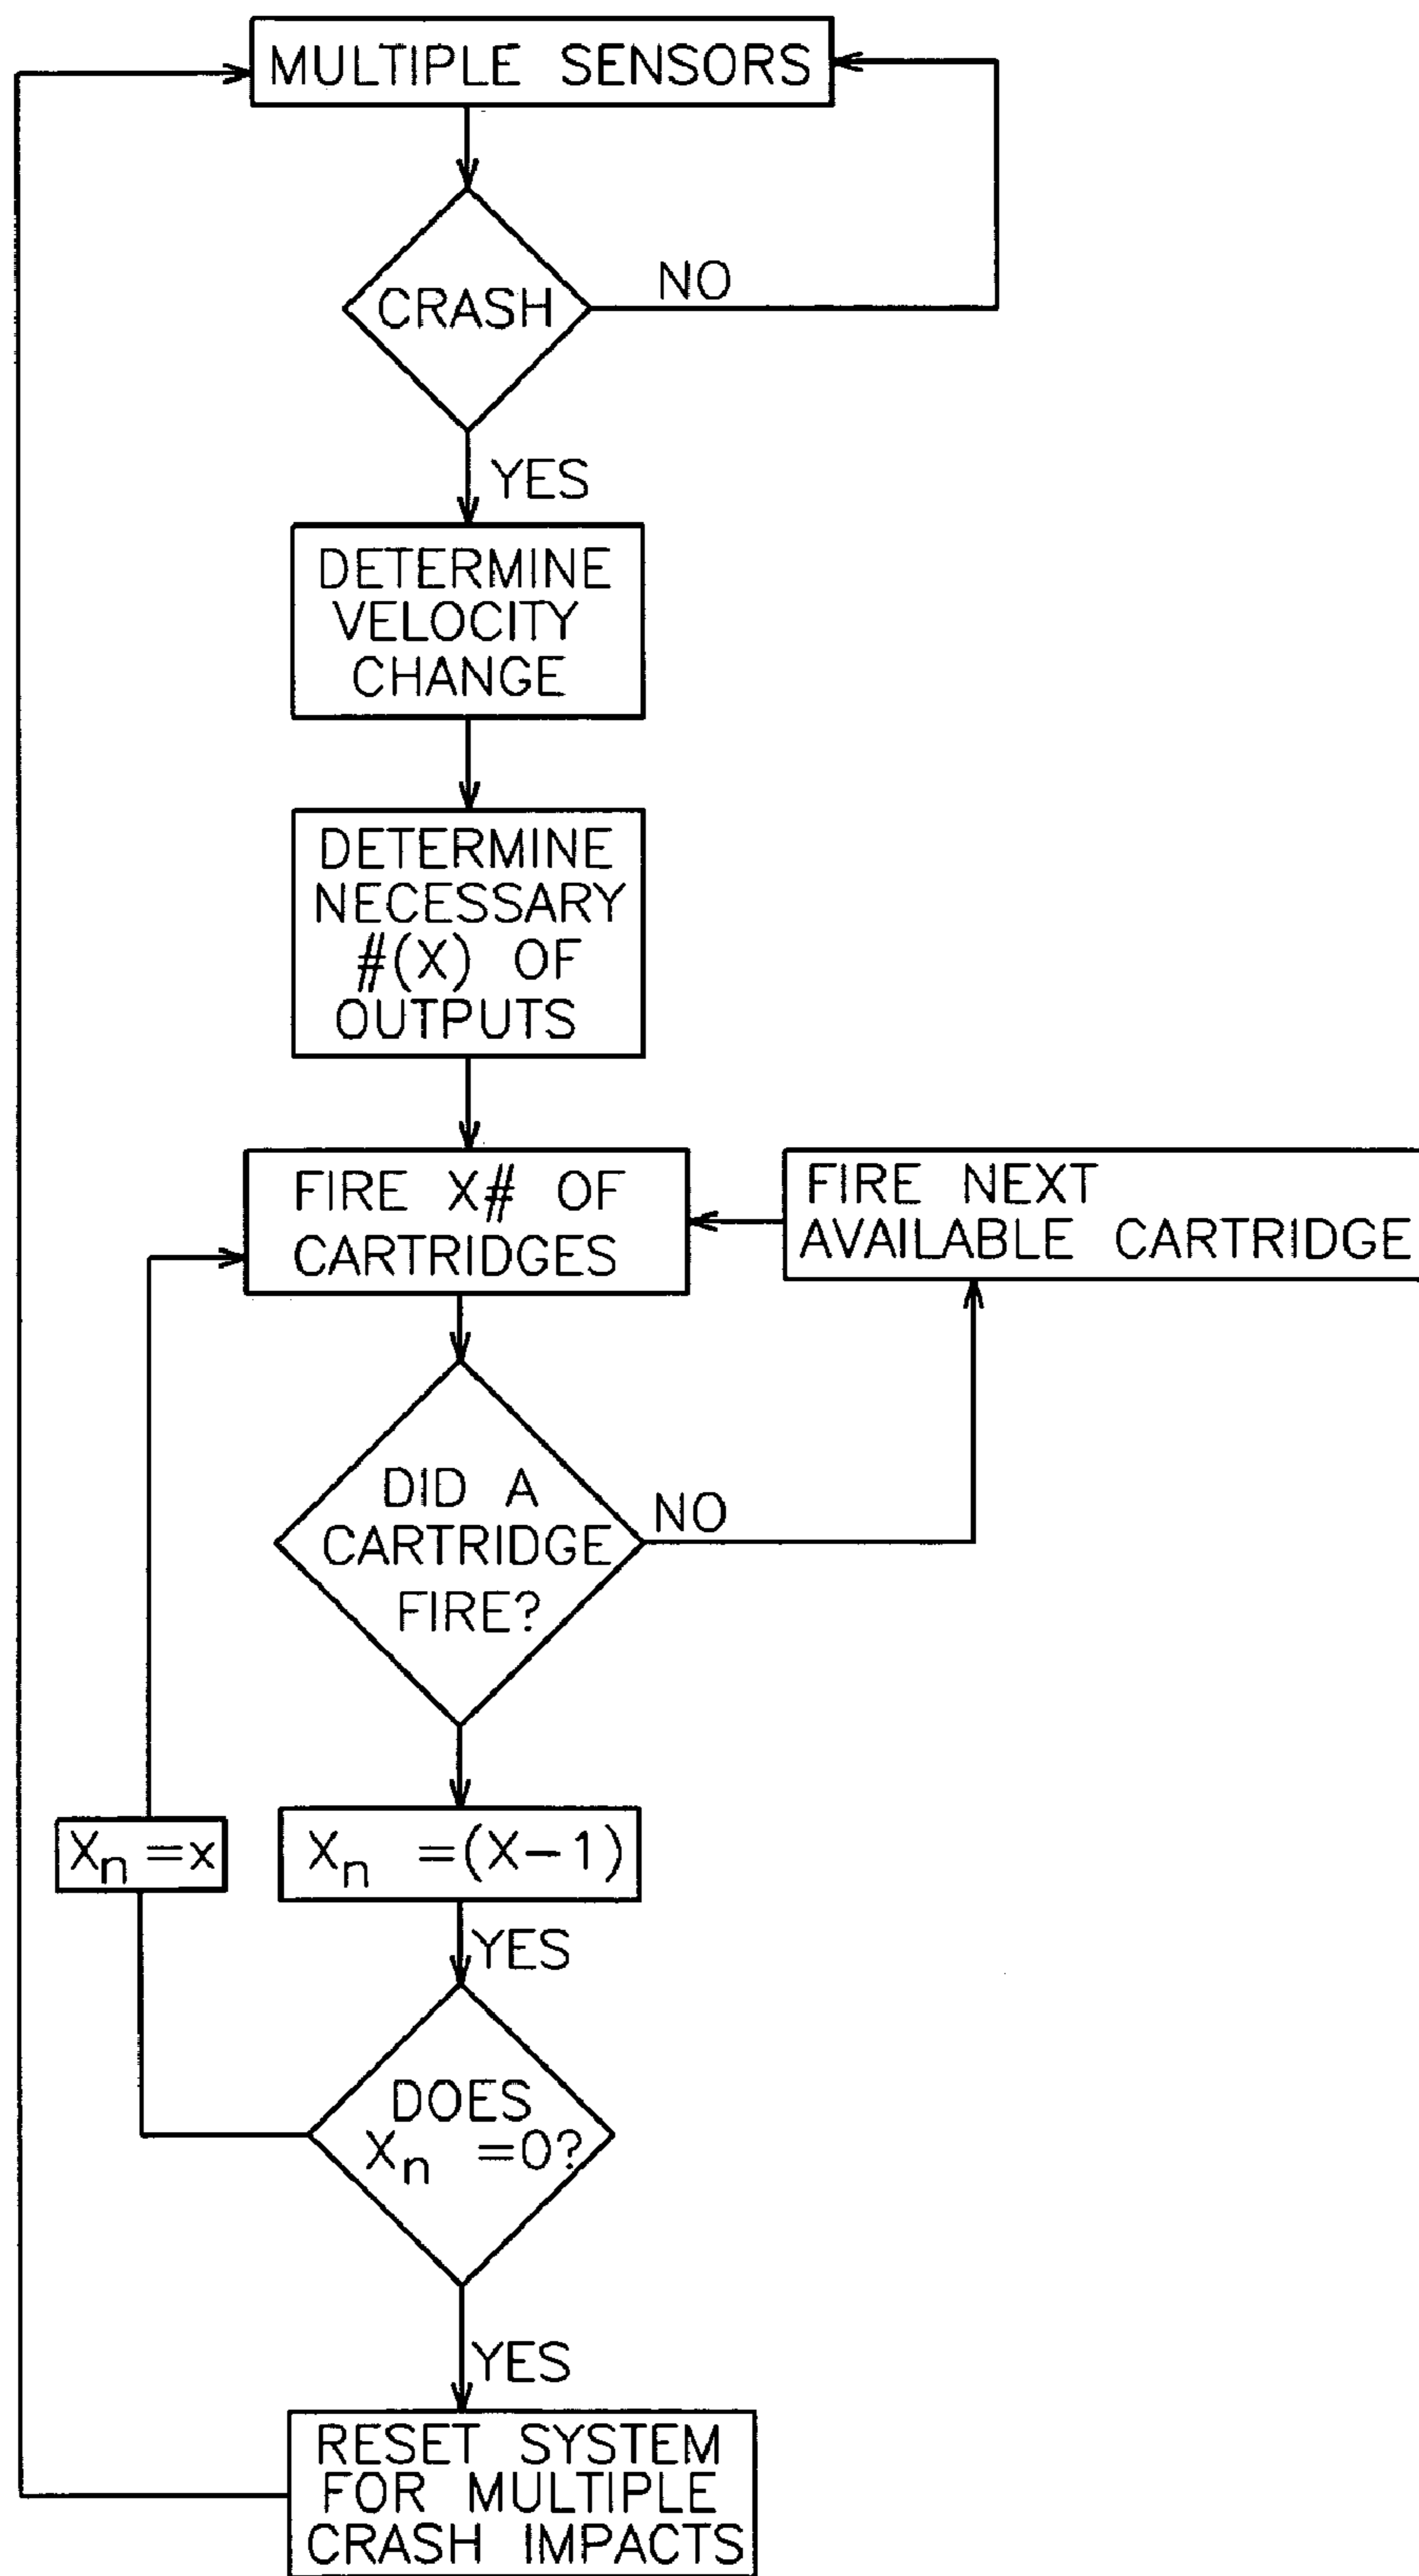 MULTIPLE SENSORS
CRASH
NO
YES
DETERMINE
VELOCITY
CHANGE
DETERMINE
NECESSARY
#(X) OF
OUTPUTS
FIRE X# OF
CARTRIDGES
FIRE NEXT
AVAILABLE CARTRIDGE
DID A
CARTRIDGE
FIRE?
NO
Xn =x
Xn =(X-1)
YES
DOES
Xn =0?
YES
RESET SYSTEM
FOR MULTIPLE
CRASH IMPACTS